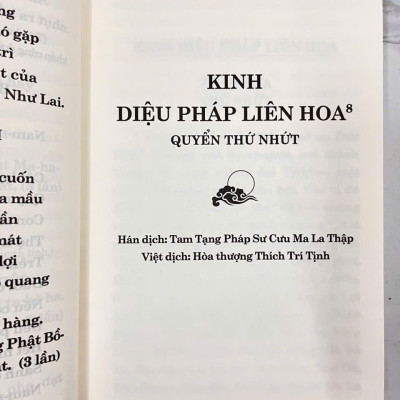 ng
ó gặp
trì
t của
Như Lai.
cuốn
a mầu
ần
nát
lợi
quang
hàng.
g Phật Bồ-
t. (3 lần)
KINH
DIỆU PHÁP LIÊN HOA⁸
QUYỂN THỨ NHỨT
Hán dịch: Tam Tạng Pháp Sư Cưu Ma La Thập
Việt dịch: Hòa thượng Thích Trí Tịnh